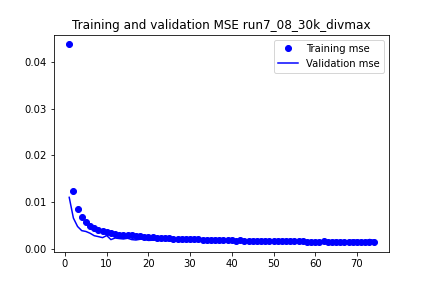 Training and validation MSE run7_08_30k_divmax
Training mse
Validation mse
0.04
0.03
0.02
0.01
0.00
0 10 20 30 40 50 60 70